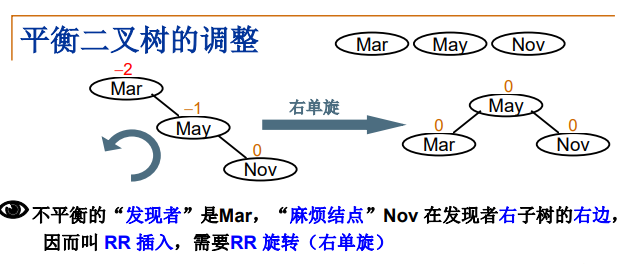 平衡二叉树的调整
Mar May Nov
–2
Mar
–1
May
0
Nov
右单旋
0
May
0
Mar
0
Nov
不平衡的“发现者”是Mar，“麻烦结点”Nov 在发现者右子树的右边，
因而叫 RR 插入，需要RR 旋转（右单旋）